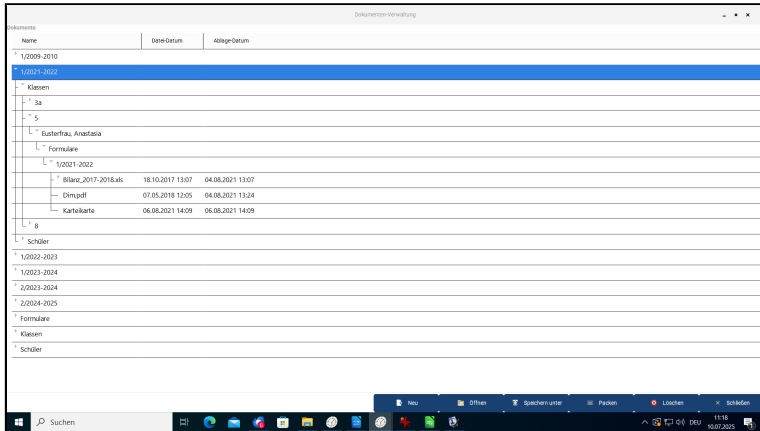 Dokumenten-Verwaltung
Dokumente
Name Datei-Datum Ablage-Datum
1/2009-2010
1/2021-2022
Klassen
3a
5
Eusterfrau, Anastasia
Formulare
1/2021-2022
Bilanz_2017-2018.xls 18.10.2017 13:07 04.08.2021 13:07
Dim.pdf 07.05.2018 12:05 04.08.2021 13:24
Karteikarte 06.08.2021 14:09 06.08.2021 14:09
8
Schüler
1/2022-2023
1/2023-2024
2/2023-2024
2/2024-2025
Formulare
Klassen
Schüler
Neu Öffnen Speichern unter Packen Löschen Schließen
Suchen DEU 11:18
10.07.2025